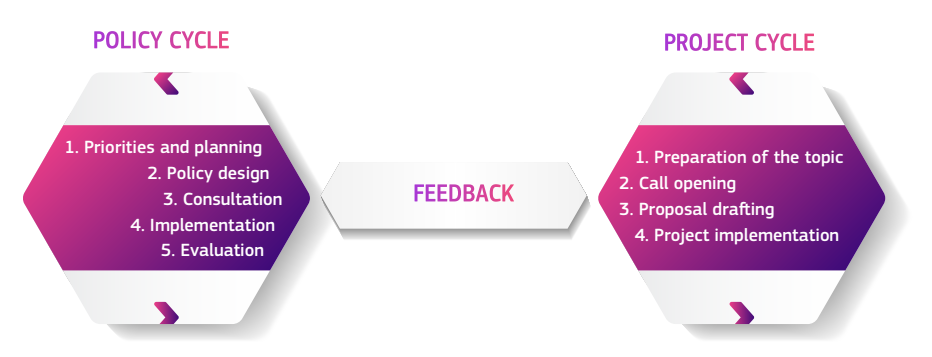 POLICY CYCLE
1. Priorities and planning
2. Policy design
3. Consultation
4. Implementation
5. Evaluation
FEEDBACK
PROJECT CYCLE
1. Preparation of the topic
2. Call opening
3. Proposal drafting
4. Project implementation